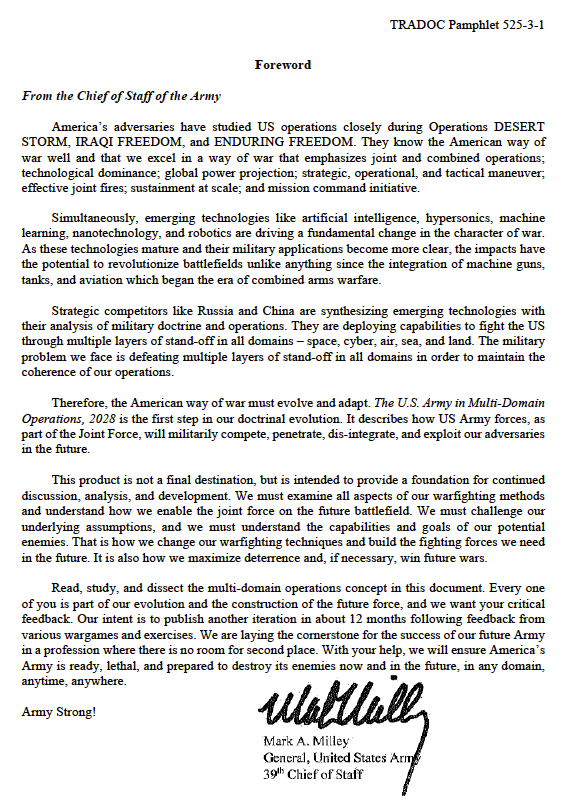 TRADOC Pamphlet 525-3-1
Foreword
From the Chief of Staff of the Army
America's adversaries have studied US operations closely during Operations DESERT
STORM, IRAQI FREEDOM, and ENDURING FREEDOM. They know the American way of
war well and that we excel in a way of war that emphasizes joint and combined operations;
technological dominance; global power projection; strategic, operational, and tactical maneuver;
effective joint fires; sustainment at scale; and mission command initiative.
Simultaneously, emerging technologies like artificial intelligence, hypersonics, machine
learning, nanotechnology, and robotics are driving a fundamental change in the character of war.
As these technologies mature and their military applications become more clear, the impacts have
the potential to revolutionize battlefields unlike anything since the integration of machine guns,
tanks, and aviation which began the era of combined arms warfare.
Strategic competitors like Russia and China are synthesizing emerging technologies with
their analysis of military doctrine and operations. They are deploying capabilities to fight the US
through multiple layers of stand-off in all domains – space, cyber, air, sea, and land. The military
problem we face is defeating multiple layers of stand-off in all domains in order to maintain the
coherence of our operations.
Therefore, the American way of war must evolve and adapt. The U.S. Army in Multi-Domain
Operations, 2028 is the first step in our doctrinal evolution. It describes how US Army forces, as
part of the Joint Force, will militarily compete, penetrate, dis-integrate, and exploit our adversaries
in the future.
This product is not a final destination, but is intended to provide a foundation for continued
discussion, analysis, and development. We must examine all aspects of our warfighting methods
and understand how we enable the joint force on the future battlefield. We must challenge our
underlying assumptions, and we must understand the capabilities and goals of our potential
enemies. That is how we change our warfighting techniques and build the fighting forces we need
in the future. It is also how we maximize deterrence and, if necessary, win future wars.
Read, study, and dissect the multi-domain operations concept in this document. Every one
of you is part of our evolution and the construction of the future force, and we want your critical
feedback. Our intent is to publish another iteration in about 12 months following feedback from
various wargames and exercises. We are laying the cornerstone for the success of our future Army
in a profession where there is no room for second place. With your help, we will ensure America's
Army is ready, lethal, and prepared to destroy its enemies now and in the future, in any domain,
anytime, anywhere.
Army Strong!
Mark A. Milley
General, United States Army
39th Chief of Staff